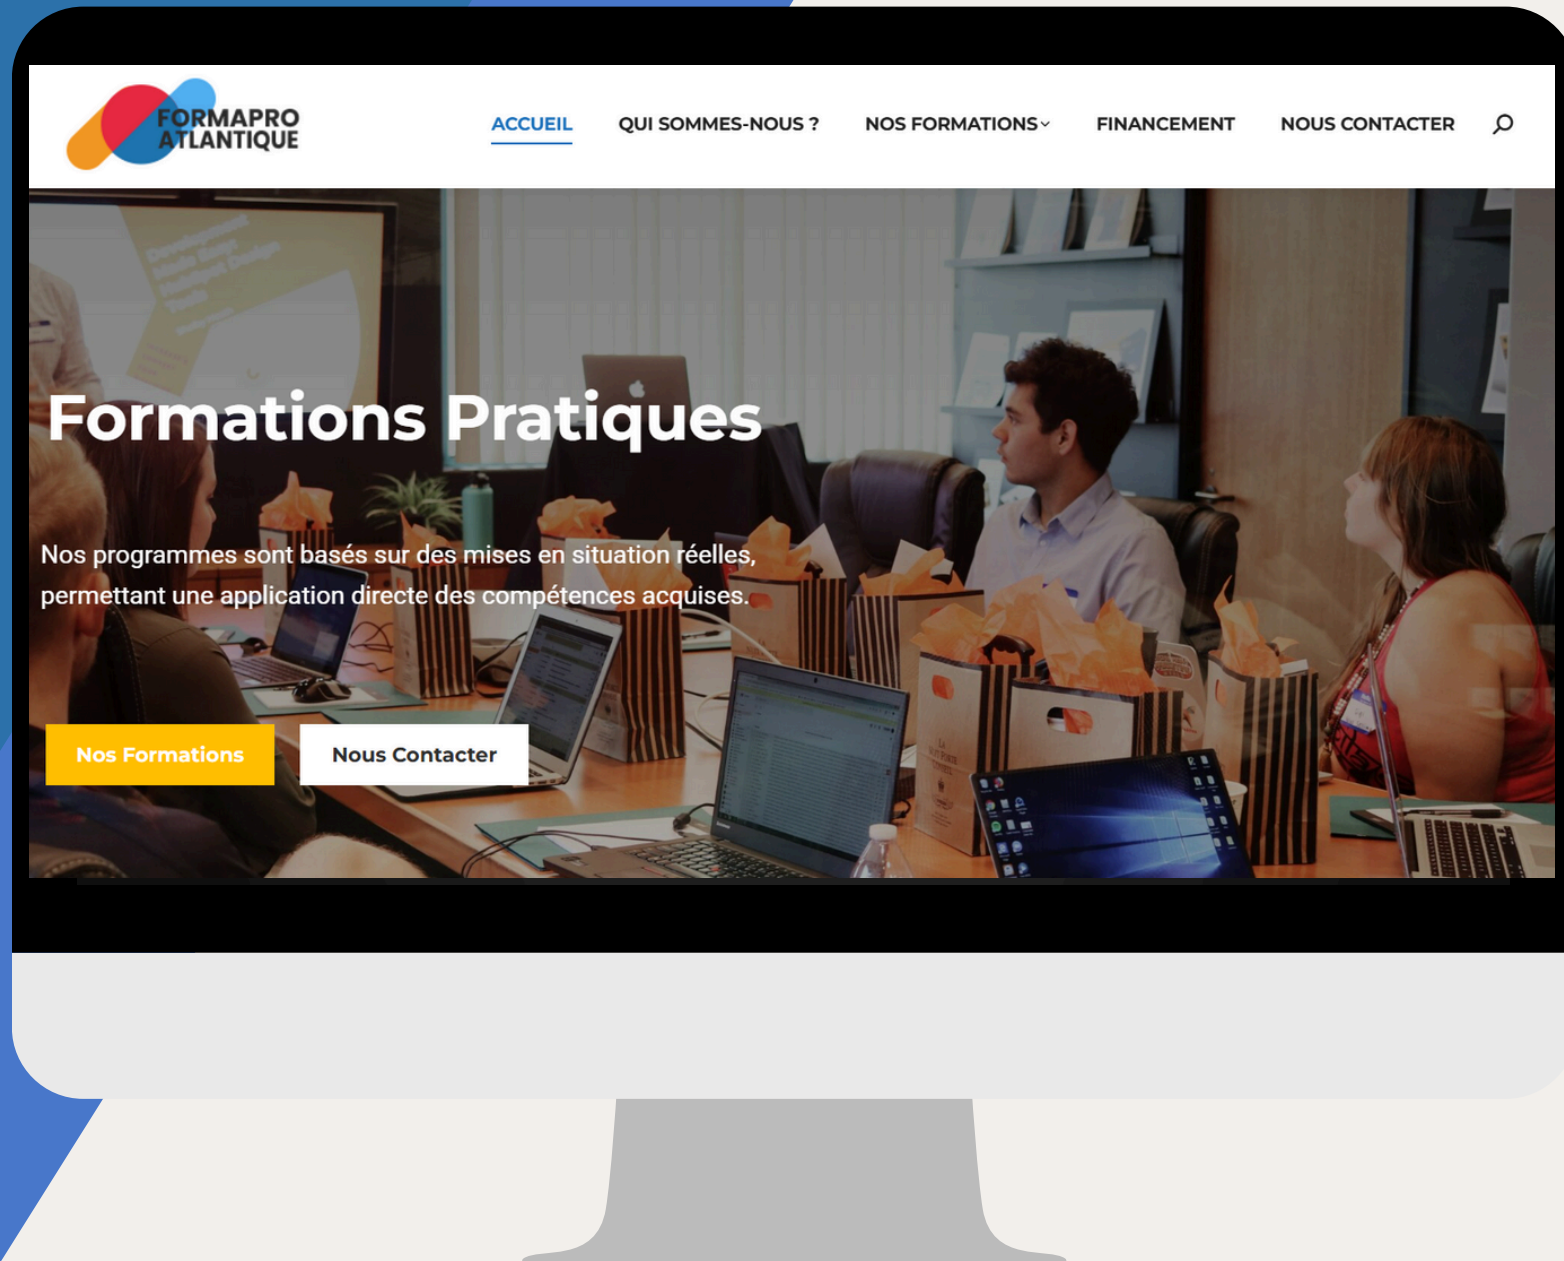 FORMAPRO
ATLANTIQUE
ACCUEIL
QUI SOMMES-NOUS ?
NOS FORMATIONS
FINANCEMENT
NOUS CONTACTER
Formations Pratiques
Nos programmes sont basés sur des mises en situation réelles,
permettant une application directe des compétences acquises.
Nos Formations
Nous Contacter